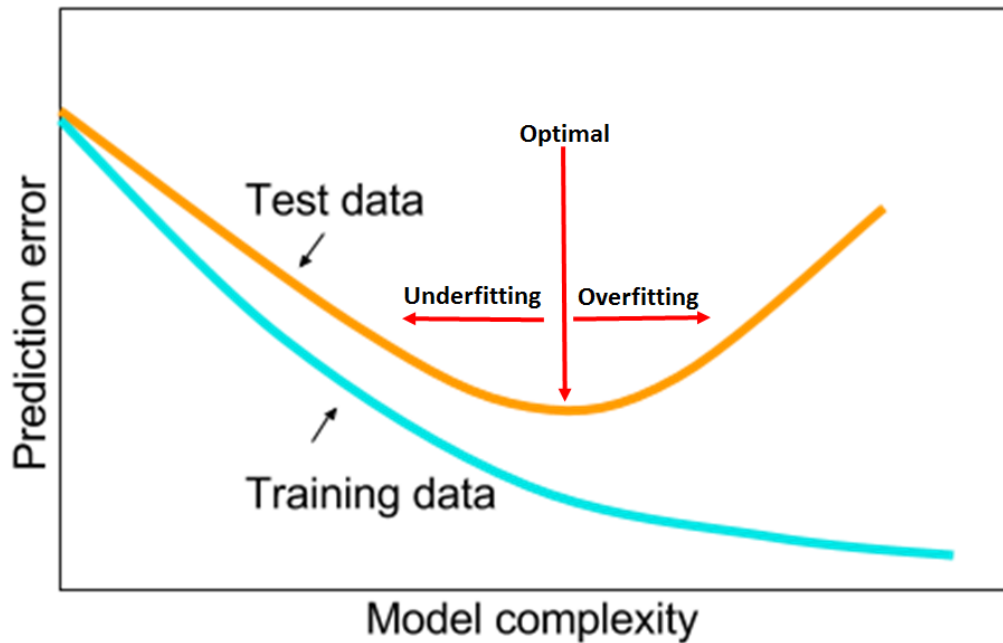 Optimal
Test data
Underfitting
Overfitting
Prediction error
Training data
Model complexity